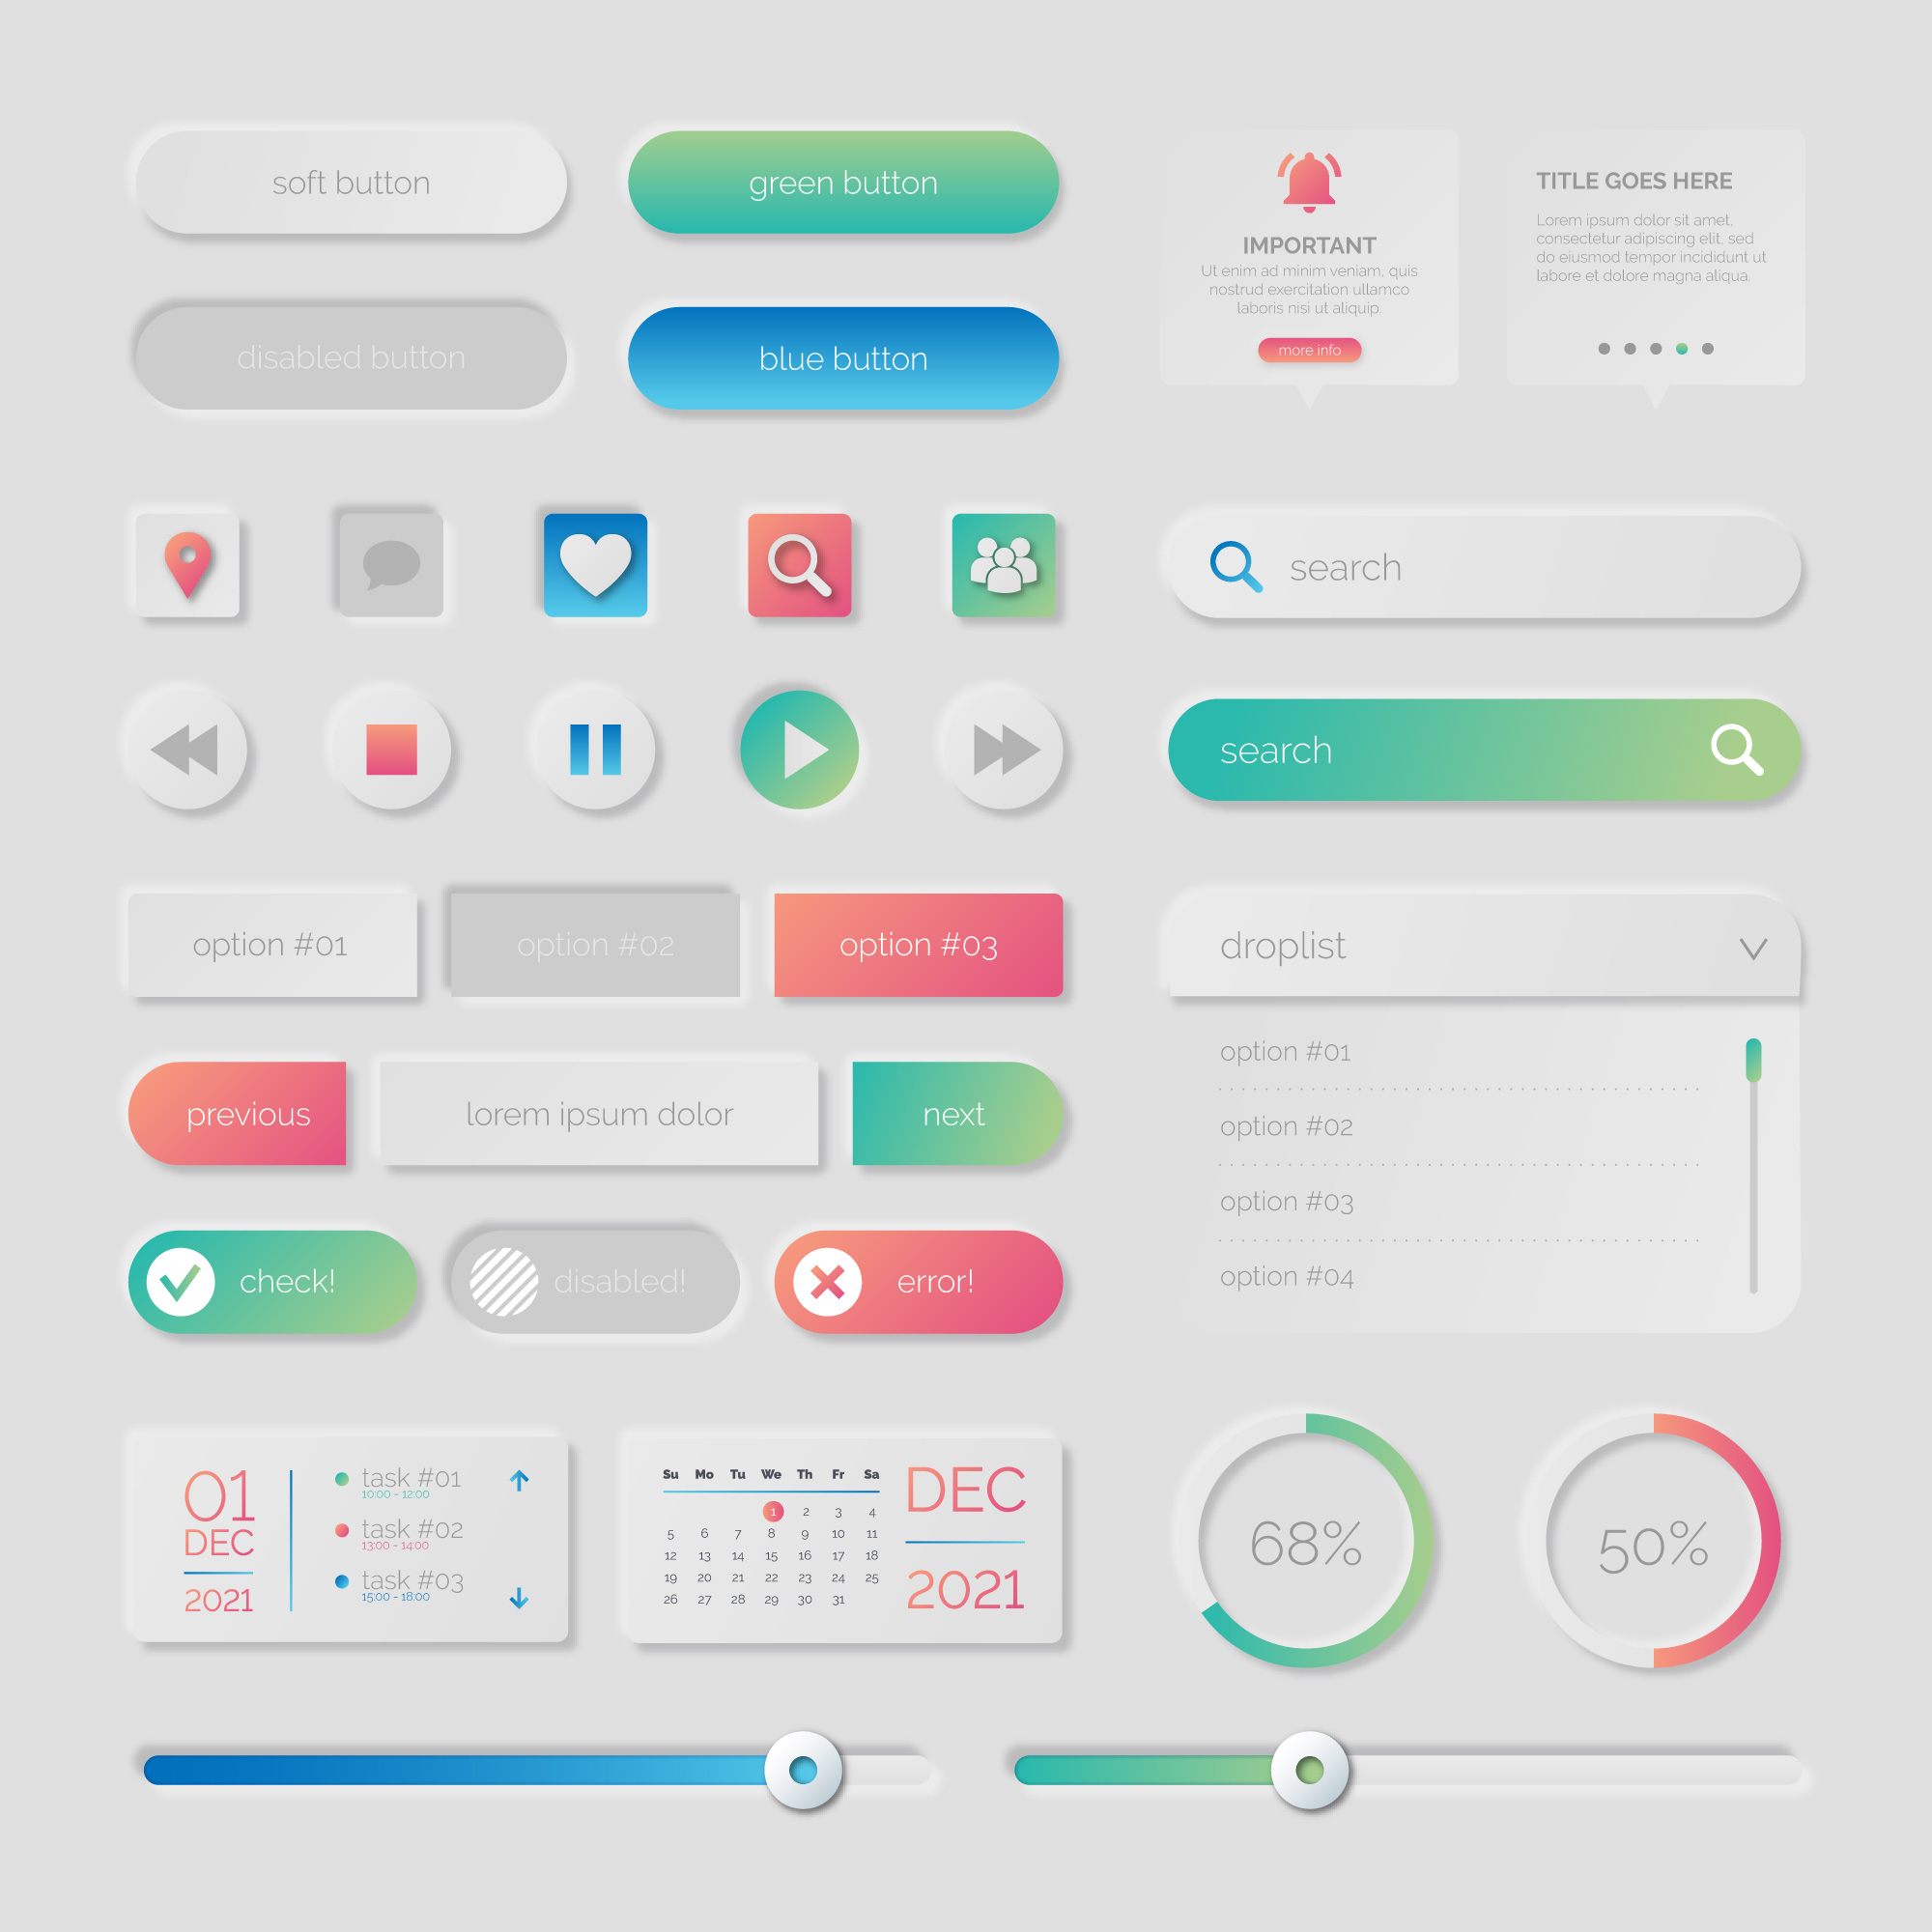 soft button
green button
disabled button
blue button
IMPORTANT
Ut enim ad minim veniam, quis
nostrud exercitation ullamco
laboris nisi ut aliquip.
more info
TITLE GOES HERE
Lorem ipsum dolor sit amet,
consectetur adipiscing elit, sed
do eiusmod tempor incididunt ut
labore et dolore magna aliqua.
search
search
option #01
option #02
option #03
previous
lorem ipsum dolor
next
check!
disabled!
error!
droplist
option #01
option #02
option #03
option #04
01
DEC
2021
task #01
10:00 - 12:00
task #02
13:00 - 14:00
task #03
15:00 - 18:00
Su Mo Tu We Th Fr Sa
1 2 3 4
5 6 7 8 9 10 11
12 13 14 15 16 17 18
19 20 21 22 23 24 25
26 27 28 29 30 31
DEC
2021
68%
50%